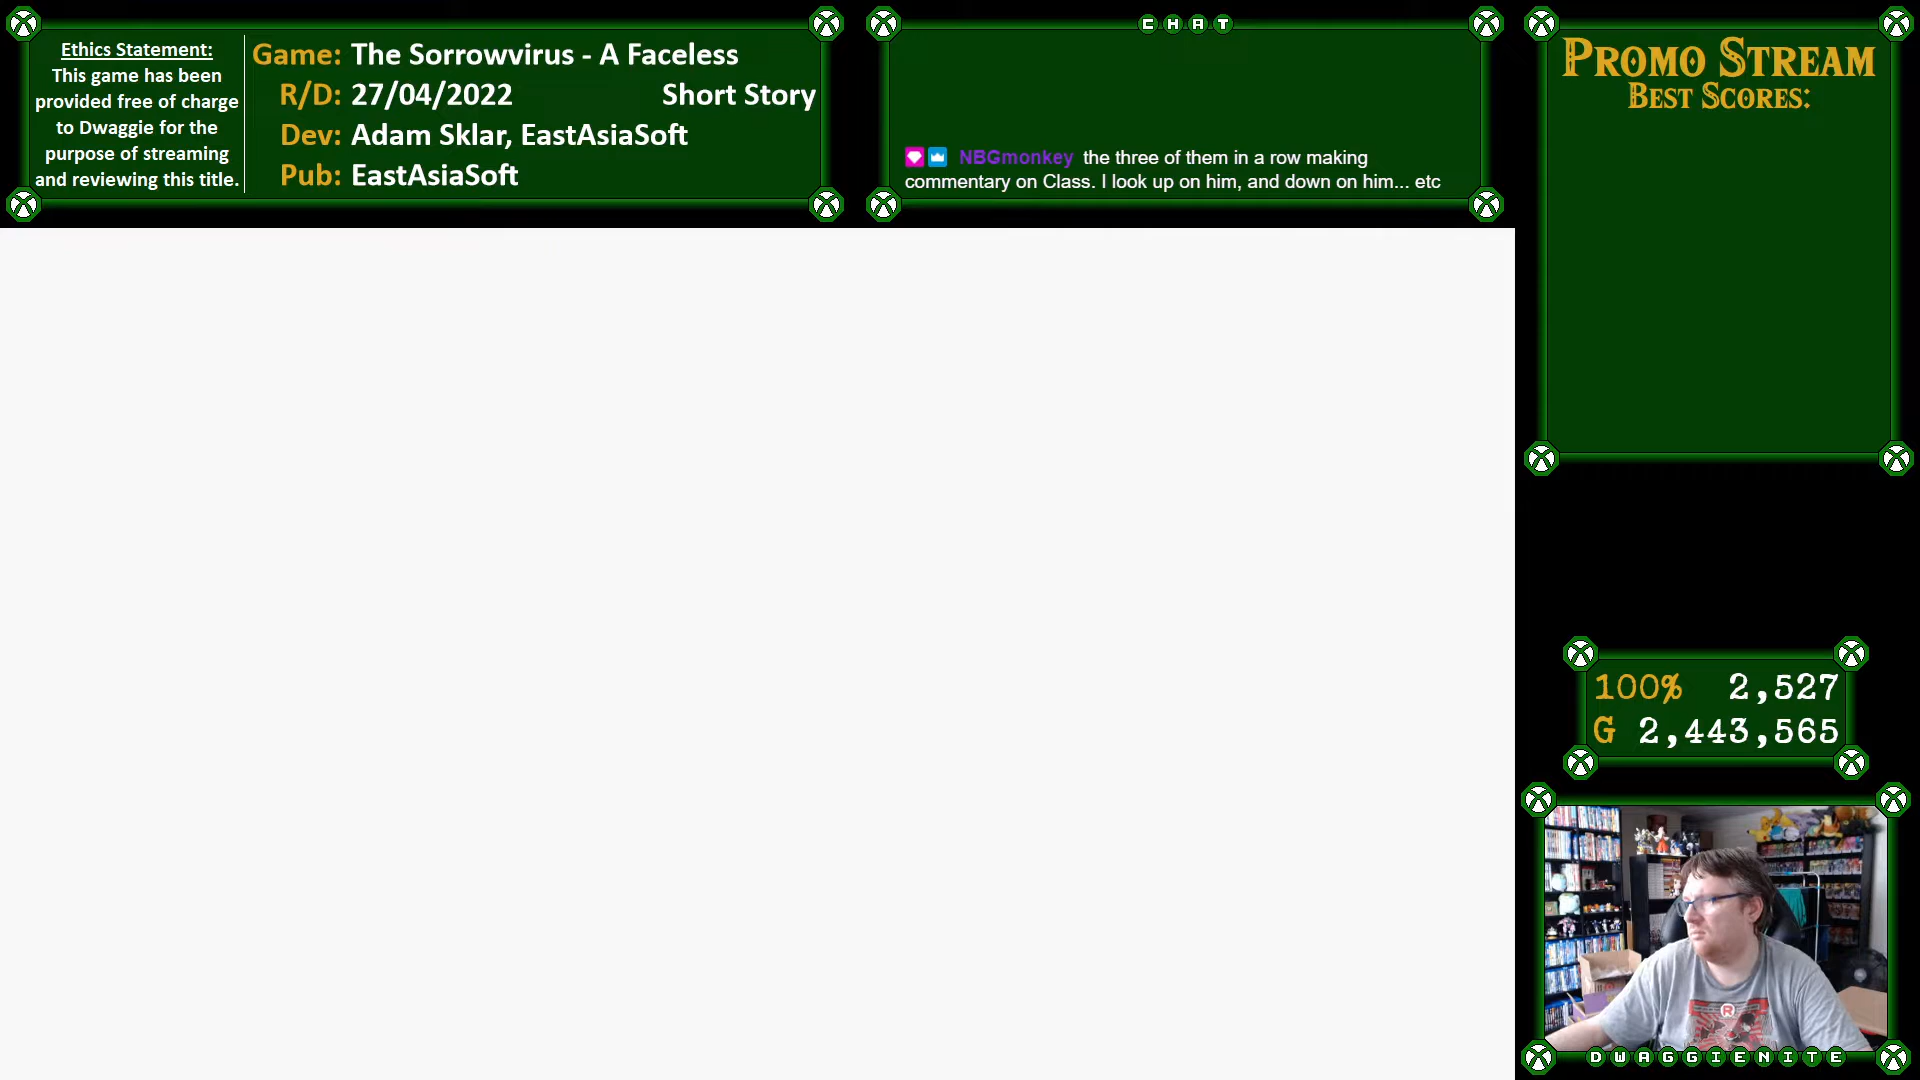 Ethics Statement:
This game has been
provided free of charge
to Dwaggie for the
purpose of streaming
and reviewing this title.
Game: The Sorrowvirus - A Faceless
R/D: 27/04/2022 Short Story
Dev: Adam Sklar, EastAsiaSoft
Pub: EastAsiaSoft
CHAT
NBGmonkey the three of them in a row making
commentary on Class. I look up on him, and down on him... etc
Promo Stream
Best Scores:
100% 2,527
G 2,443,565
DWAGGIENITE